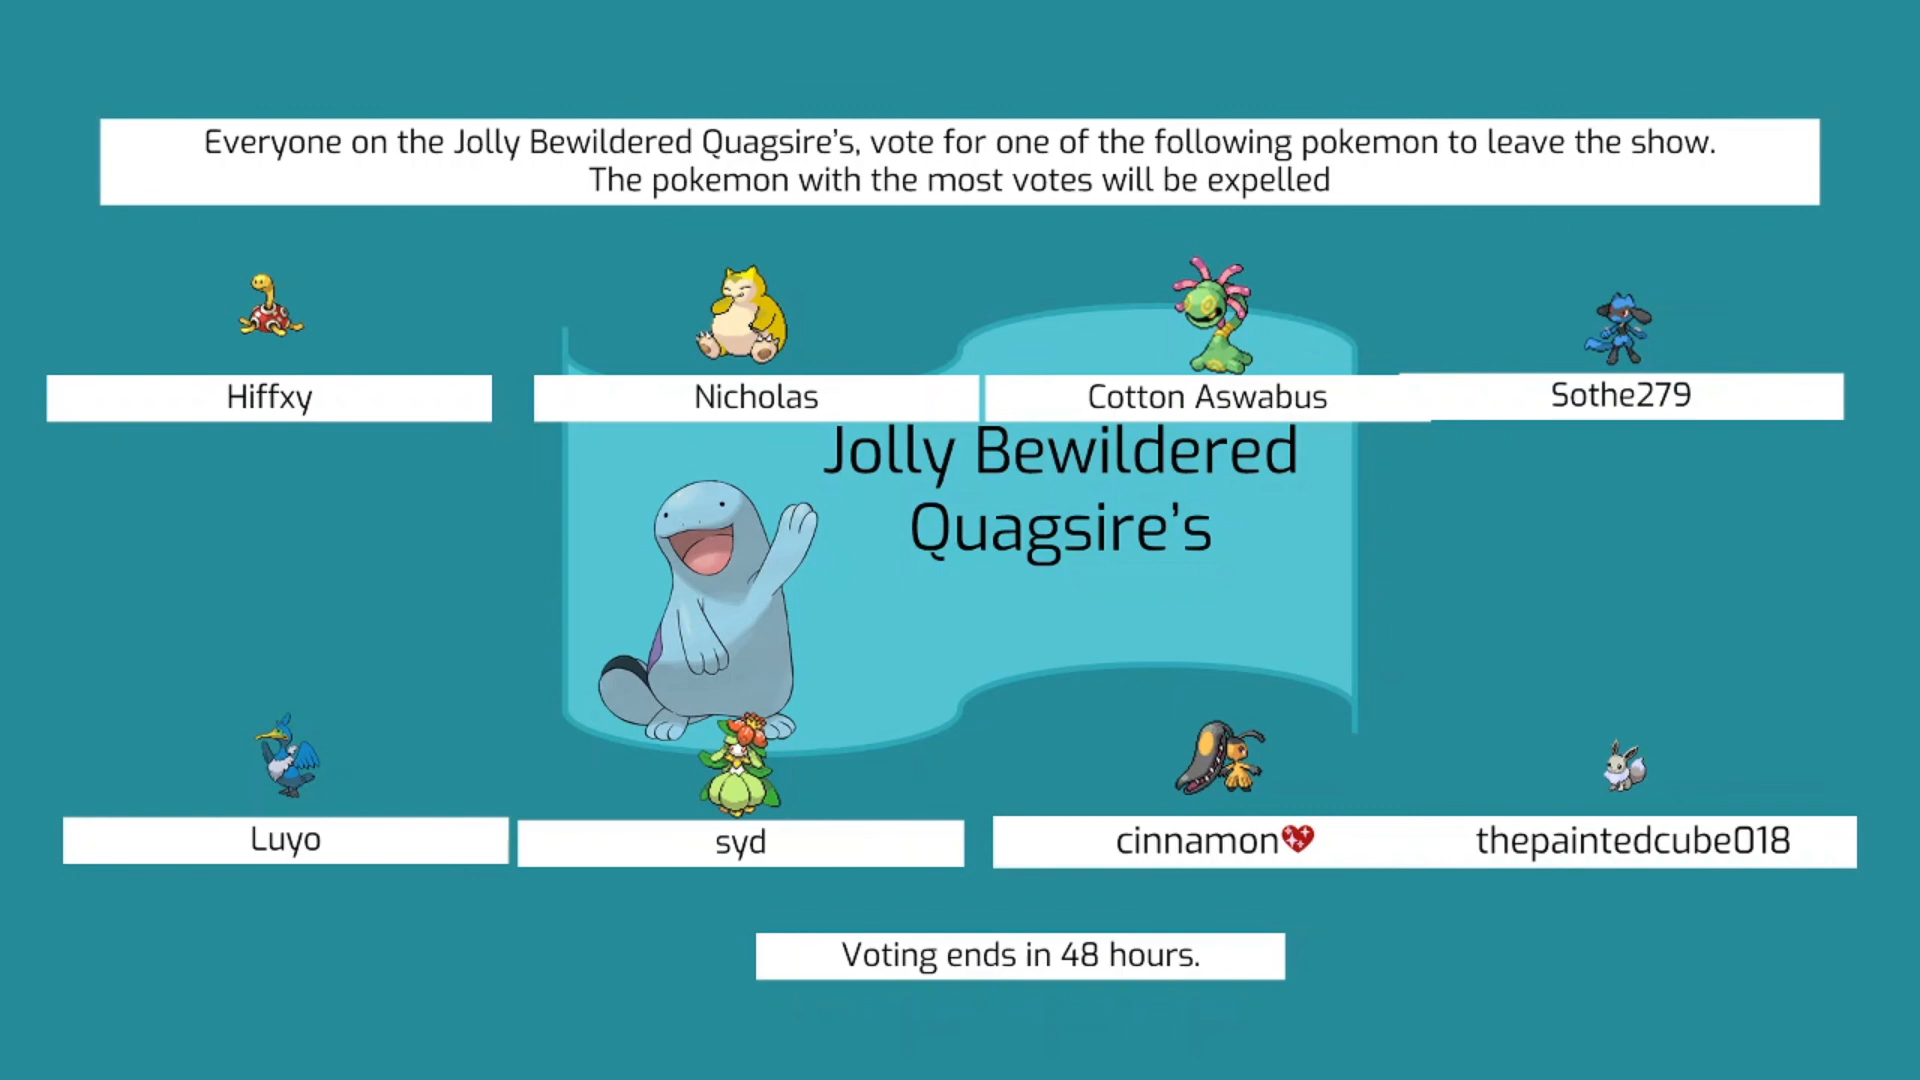 Everyone on the Jolly Bewildered Quagsire's, vote for one of the following pokemon to leave the show.
The pokemon with the most votes will be expelled
Hiffxy
Nicholas
Cotton Aswabus
Sothe279
Jolly Bewildered
Quagsire's
Luyo
syd
cinnamon💖
thepaintedcube018
Voting ends in 48 hours.